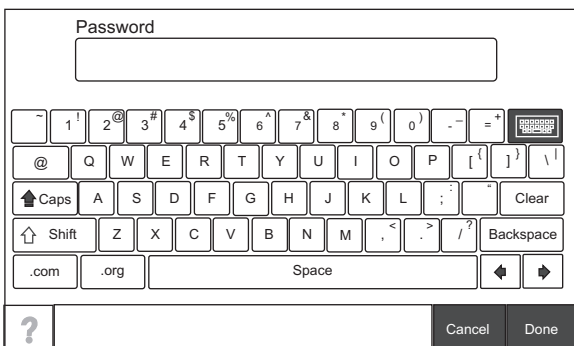 Password
~ 1 ! 2 @ 3 # 4 $ 5 % 6 ^ 7 & 8 * 9 ( 0 ) - _ = +
@ Q W E R T Y U I O P [ { ] } \ |
Caps A S D F G H J K L ; : “ Clear
Shift Z X C V B N M , < . > / ? Backspace
.com .org Space
? Cancel Done